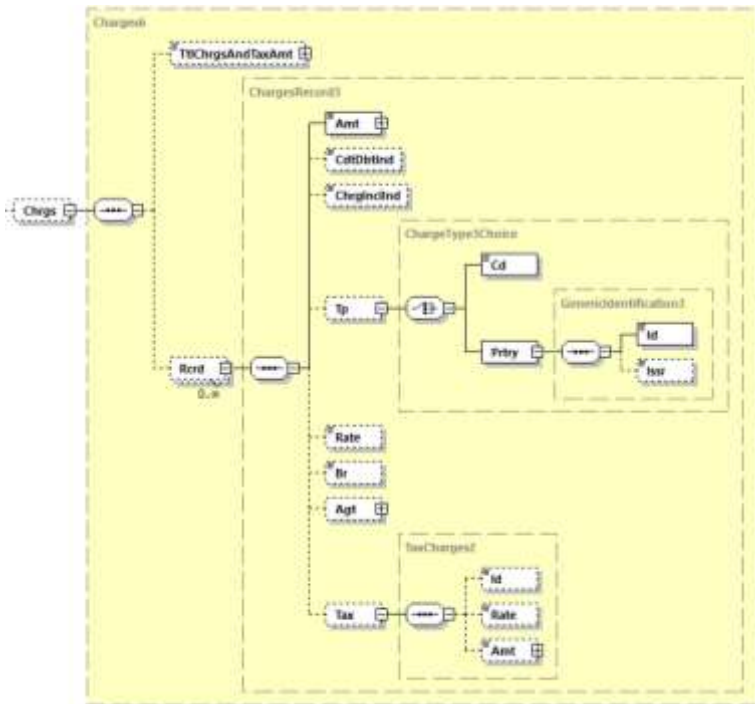 Charges6
TtlChrgsAndTaxAmt
ChargesRecord3
Amt
CdtDbtInd
ChrgInclInd
Chrgs
ChargeType3Choice
Cd
GenericIdentification3
Tp
Id
Prtry
Issr
Rcrd
0..∞
Rate
Br
Agt
TaxCharges2
Id
Tax
Rate
Amt